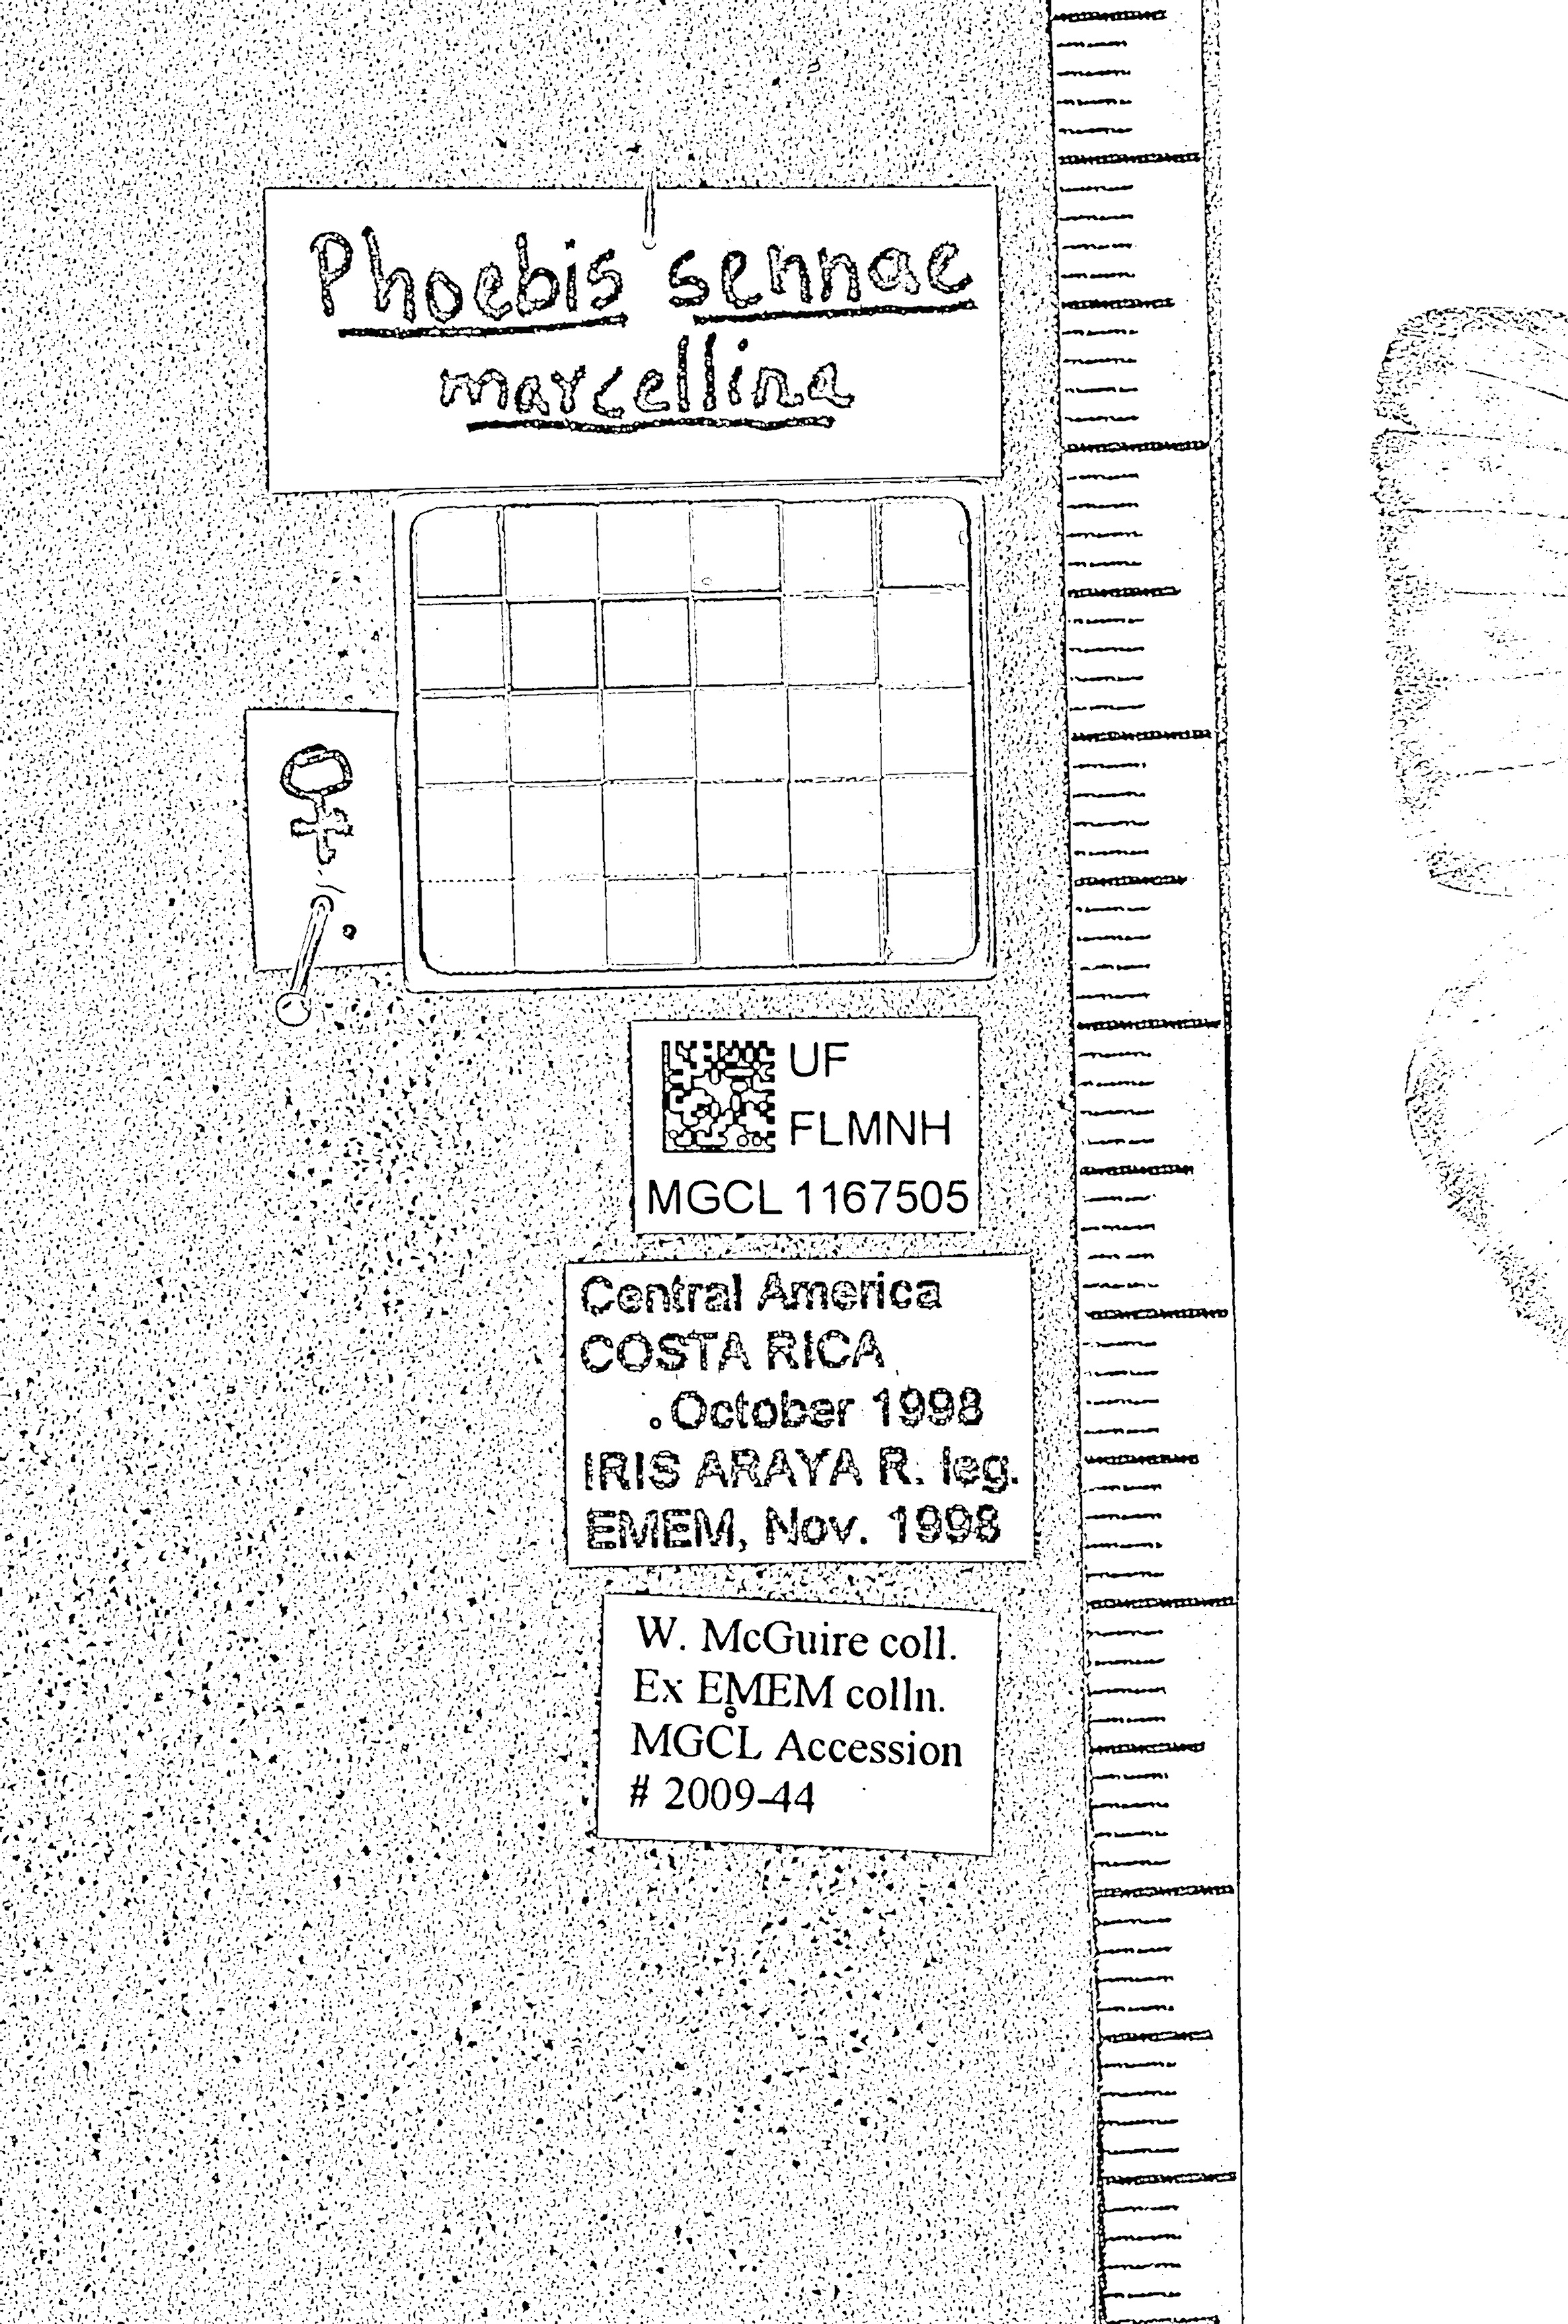 Phoebis sennae
marcellina
♀
UF
FLMNH
MGCL 1167505
Central America
COSTA RICA
October 1998
IRIS ARAYA R. leg.
EMEM, Nov. 1998
W. McGuire coll.
Ex EMEM colln.
MGCL Accession
# 2009-44